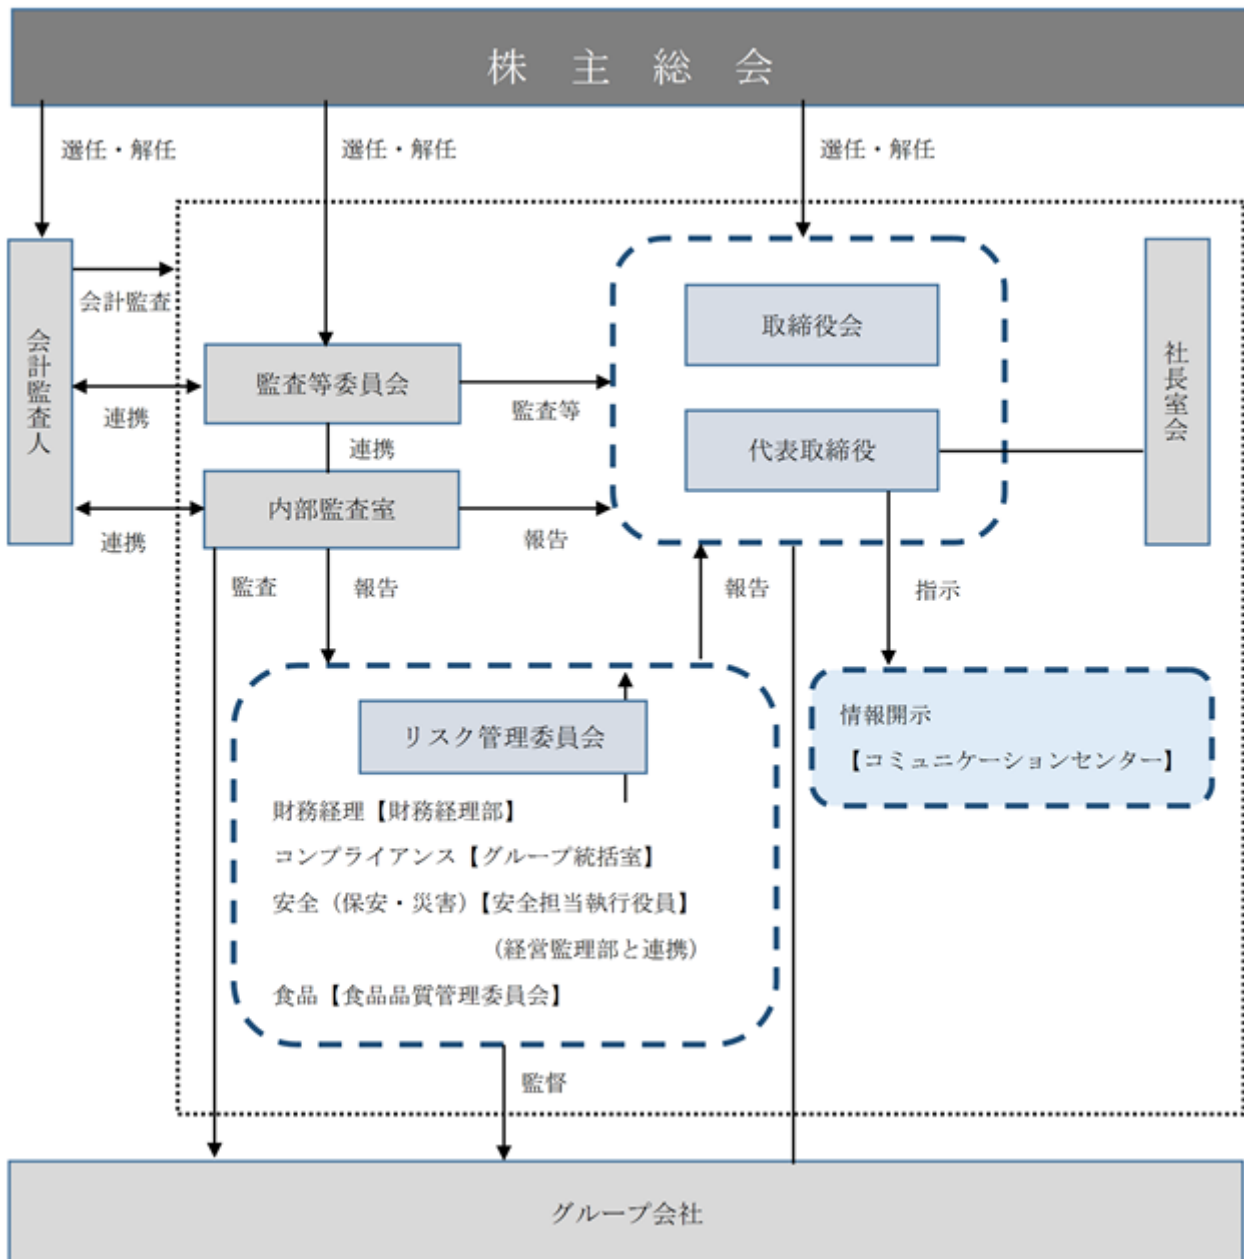 株主総会
選任・解任
選任・解任
選任・解任
会計監査人
会計監査
連携
連携
監査等委員会
監査等
連携
内部監査室
報告
監査
報告
取締役会
代表取締役
社長室会
報告
指示
リスク管理委員会
財務経理【財務経理部】
コンプライアンス【グループ統括室】
安全（保安・災害）【安全担当執行役員】
（経営監理部と連携）
食品【食品品質管理委員会】
情報開示
【コミュニケーションセンター】
監督
グループ会社